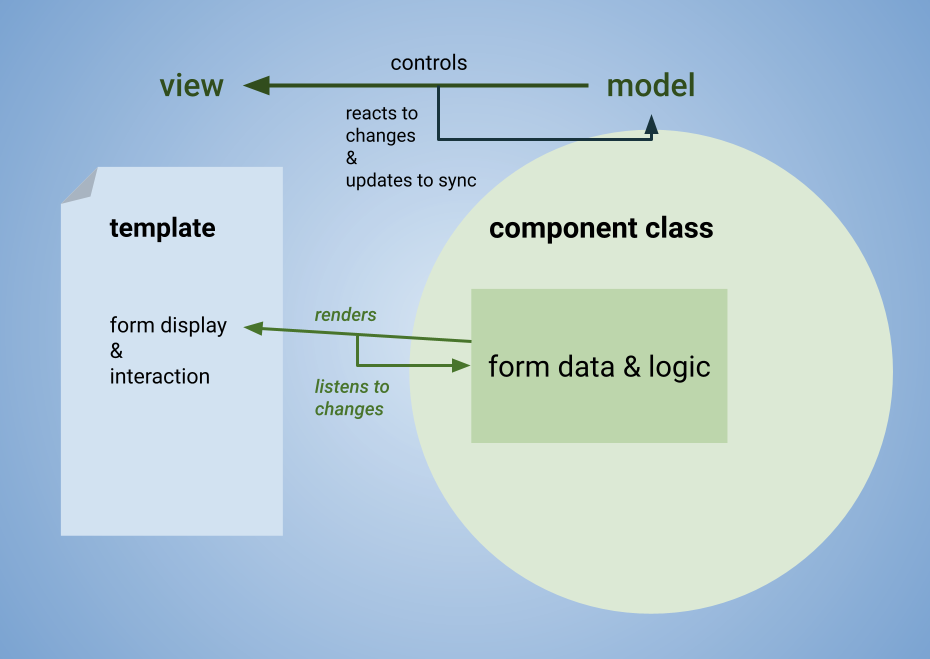 controls
view
model
reacts to
changes
&
updates to sync
template
component class
form display
&
interaction
renders
listens to
changes
form data & logic